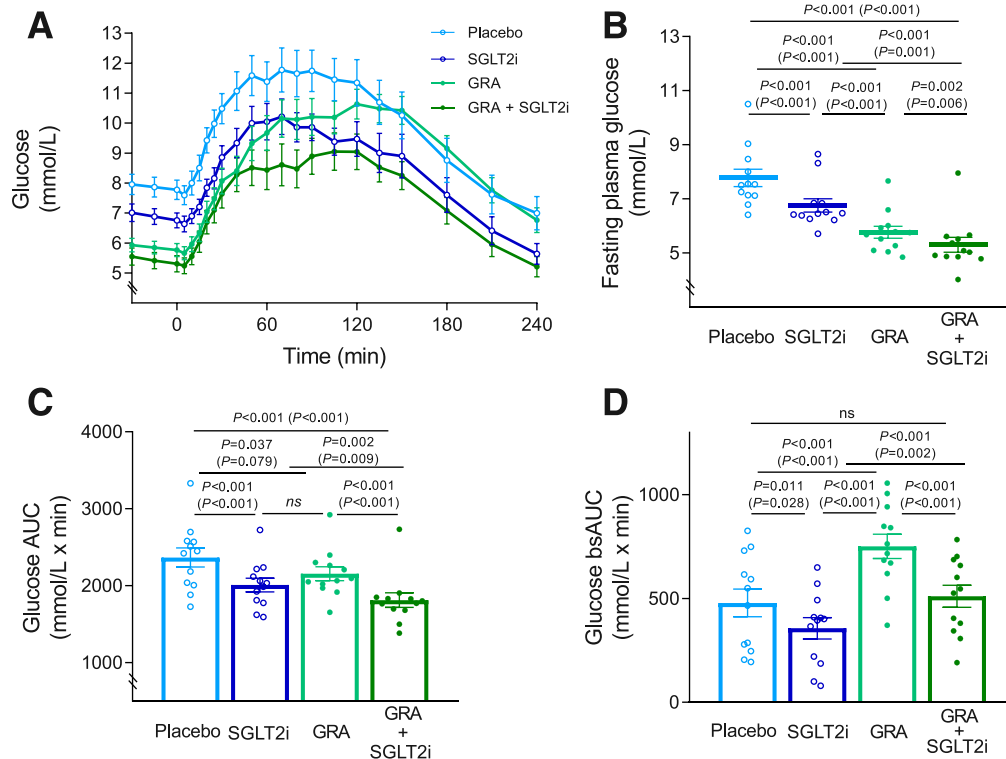 A
Placebo
SGLT2i
GRA
GRA + SGLT2i
13
12
11
10
9
8
7
6
5
Glucose
(mmol/L)
0
60
120
180
240
Time (min)
B
P<0.001 (P<0.001)
P<0.001
(P<0.001)
P<0.001
(P=0.001)
P<0.001
(P<0.001)
P<0.001
(P<0.001)
P=0.002
(P=0.006)
13
11
9
7
5
Fasting plasma glucose
(mmol/L)
Placebo
SGLT2i
GRA
GRA
+
SGLT2i
C
P<0.001 (P<0.001)
P=0.037
(P=0.079)
P=0.002
(P=0.009)
P<0.001
(P<0.001)
ns
P<0.001
(P<0.001)
4000
3000
2000
1000
Glucose AUC
(mmol/L x min)
Placebo
SGLT2i
GRA
GRA
+
SGLT2i
D
ns
P<0.001
(P<0.001)
P<0.001
(P=0.002)
P=0.011
(P=0.028)
P<0.001
(P<0.001)
P<0.001
(P<0.001)
1000
500
0
Glucose bsAUC
(mmol/L x min)
Placebo
SGLT2i
GRA
GRA
+
SGLT2i